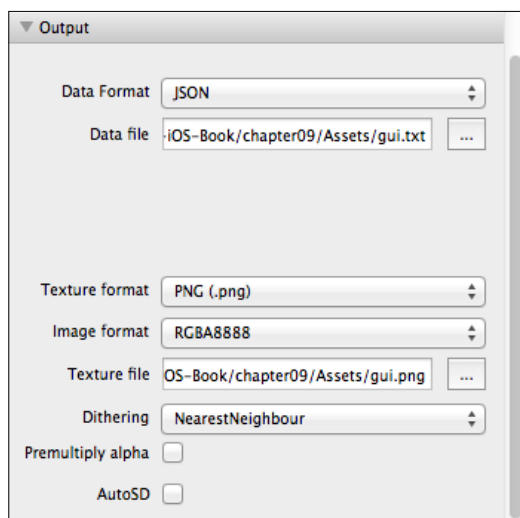 Output
Data Format JSON
Data file iOS-Book/chapter09/Assets/gui.txt ...
Texture format PNG (.png)
Image format RGBA8888
Texture file OS-Book/chapter09/Assets/gui.png ...
Dithering NearestNeighbour
Premultiply alpha
AutoSD